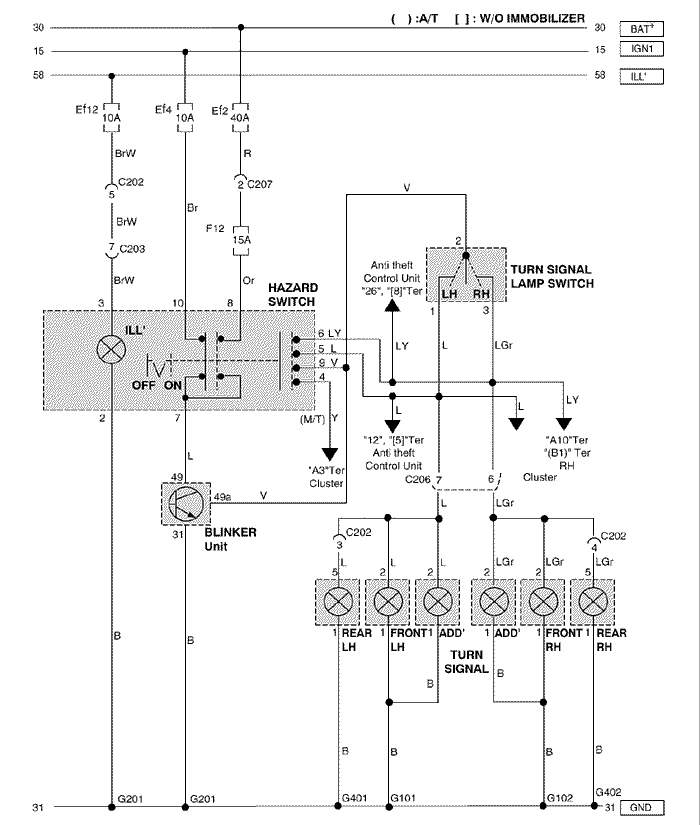 ( ) :A/T [ ] : W/O IMMOBILIZER
30 30 BAT+
15 15 IGN1
58 58 ILL'
Ef12 10A Ef4 10A Ef2 40A
BrW R
C202 5 2 C207
V
BrW Br F12 15A
7 C203
2
Anti theft
Control Unit
"26", "[8]"Ter
TURN SIGNAL
LAMP SWITCH
LH RH
BrW Or
HAZARD
SWITCH
3 10 8
1 3
ILL'
6 LY
5 L
9 V
4
LY L LGr
OFF ON
LY
L L
2 7 (M/T) Y
"A3"Ter
Cluster
"12", "[5]"Ter
Anti theft
Control Unit
"A10"Ter
"(B1)" Ter
RH
Cluster
L
49
C206 7 6
49a V
L LGr
BLINKER
Unit
31
C202 3
C202 4
L L L LGr LGr LGr
5 2 2 2 2 5
1 REAR LH
1 FRONT LH
1 ADD'
1 ADD'
1 FRONT RH
1 REAR RH
TURN
SIGNAL
B B
B B
B B B B
G201 G201 G401 G101 G102 G402
31 31 GND